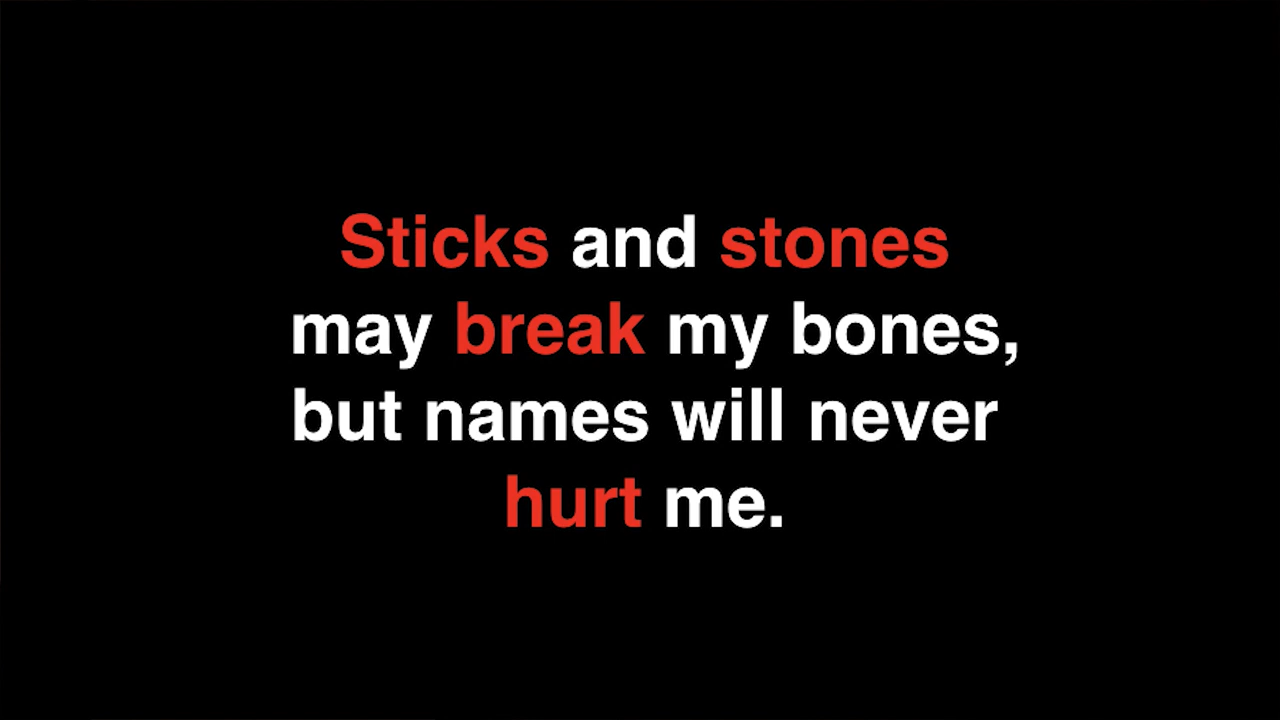 Sticks and stones
may break my bones,
but names will never
hurt me.